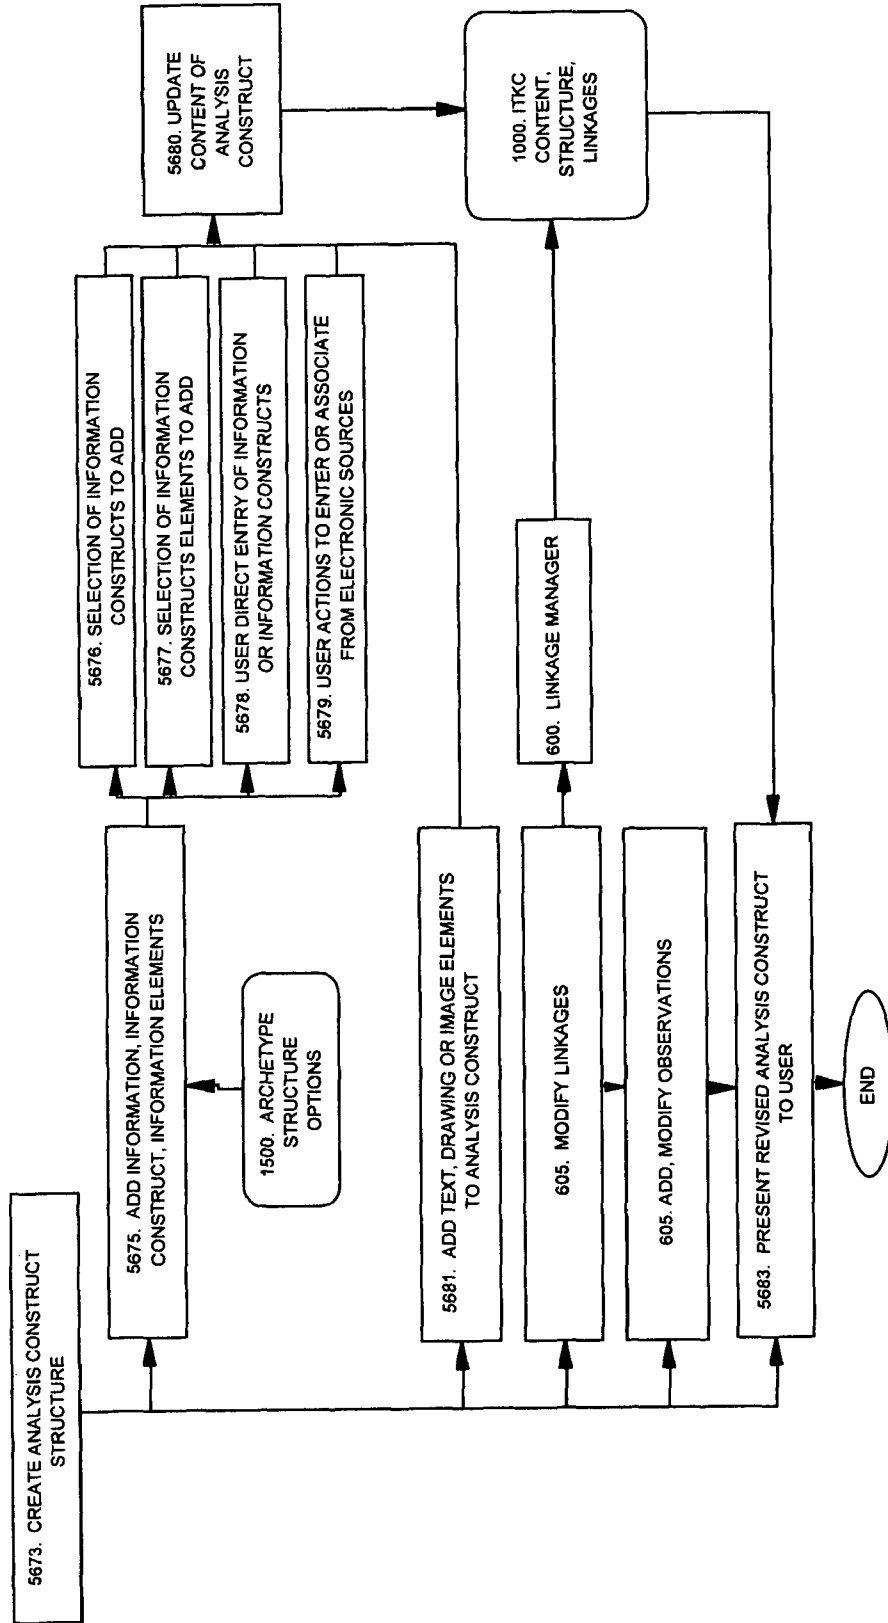 5673. CREATE ANALYSIS CONSTRUCT
STRUCTURE
5675. ADD INFORMATION, INFORMATION
CONSTRUCT, INFORMATION ELEMENTS
1500. ARCHETYPE
STRUCTURE
OPTIONS
5676. SELECTION OF INFORMATION
CONSTRUCTS TO ADD
5677. SELECTION OF INFORMATION
CONSTRUCTS ELEMENTS TO ADD
5678. USER DIRECT ENTRY OF INFORMATION
OR INFORMATION CONSTRUCTS
5679. USER ACTIONS TO ENTER OR ASSOCIATE
FROM ELECTRONIC SOURCES
5680. UPDATE
CONTENT OF
ANALYSIS
CONSTRUCT
5681. ADD TEXT, DRAWING OR IMAGE ELEMENTS
TO ANALYSIS CONSTRUCT
605. MODIFY LINKAGES
600. LINKAGE MANAGER
1000. ITKC
CONTENT,
STRUCTURE,
LINKAGES
605. ADD, MODIFY OBSERVATIONS
5683. PRESENT REVISED ANALYSIS CONSTRUCT
TO USER
END